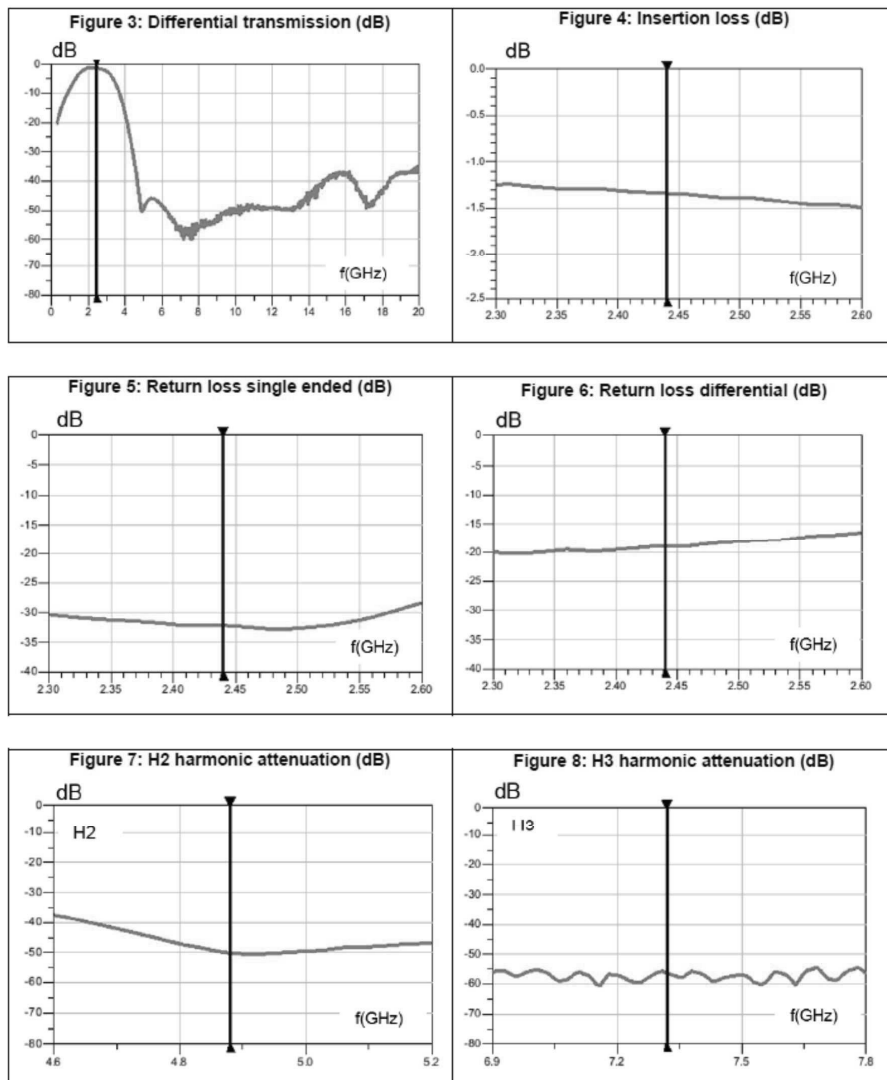 Figure 3: Differential transmission (dB)
dB
0
-10
-20
-30
-40
-50
-60
-70
-80
f(GHz)
0 2 4 6 8 10 12 14 16 18 20
Figure 4: Insertion loss (dB)
dB
0.0
-0.5
-1.0
-1.5
-2.0
-2.5
f(GHz)
2.30 2.35 2.40 2.45 2.50 2.55 2.60
Figure 5: Return loss single ended (dB)
dB
0
-5
-10
-15
-20
-25
-30
-35
-40
f(GHz)
2.30 2.35 2.40 2.45 2.50 2.55 2.60
Figure 6: Return loss differential (dB)
dB
0
-5
-10
-15
-20
-25
-30
-35
-40
f(GHz)
2.30 2.35 2.40 2.45 2.50 2.55 2.60
Figure 7: H2 harmonic attenuation (dB)
dB
0
H2
-10
-20
-30
-40
-50
-60
-70
-80
f(GHz)
4.6 4.8 5.0 5.2
Figure 8: H3 harmonic attenuation (dB)
dB
0
H3
-10
-20
-30
-40
-50
-60
-70
-80
f(GHz)
6.9 7.2 7.5 7.8